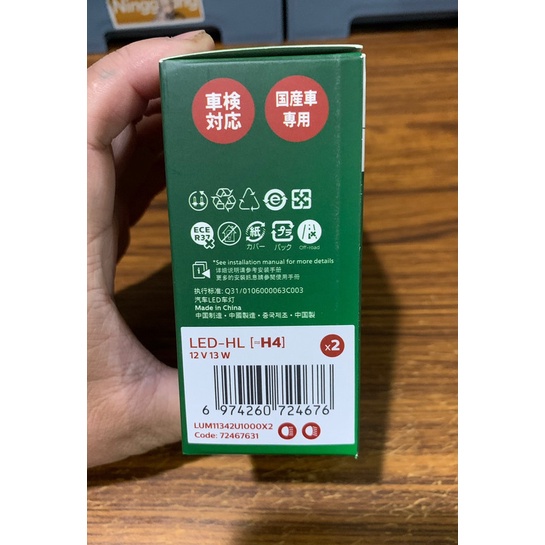 Ningg ing
車検
対応
国産車
専用
ECE
R37
紙
カバー
プラ
パック
Off-road
*See installation manual for more details
详细说明请参考安装手册
更多的安裝訊息請參閱使用手冊
执行标准: Q31/0106000063C003
汽车LED车灯
Made in China
中国制造・中國製造・중국제조・中国製
LED-HL [≈H4]
12 V 13 W
x2
6 974260 724676
LUM11342U1000X2
Code: 72467631